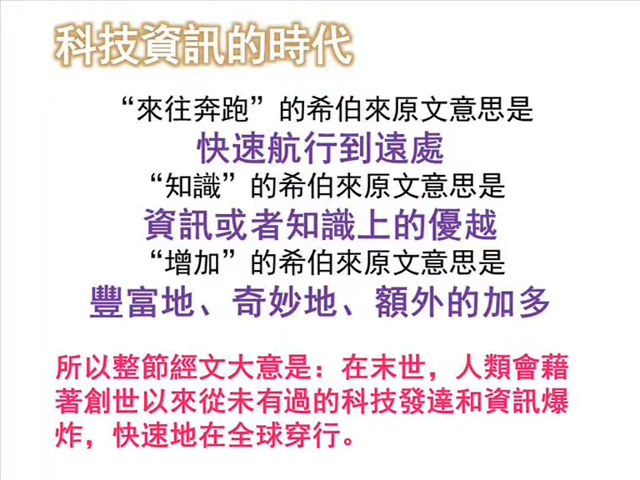 科技資訊的時代
“來往奔跑”的希伯來原文意思是
快速航行到遠處
“知識”的希伯來原文意思是
資訊或者知識上的優越
“增加”的希伯來原文意思是
豐富地、奇妙地、額外的加多
所以整節經文大意是：在末世，人類會藉
著創世以來從未有過的科技發達和資訊爆
炸，快速地在全球穿行。